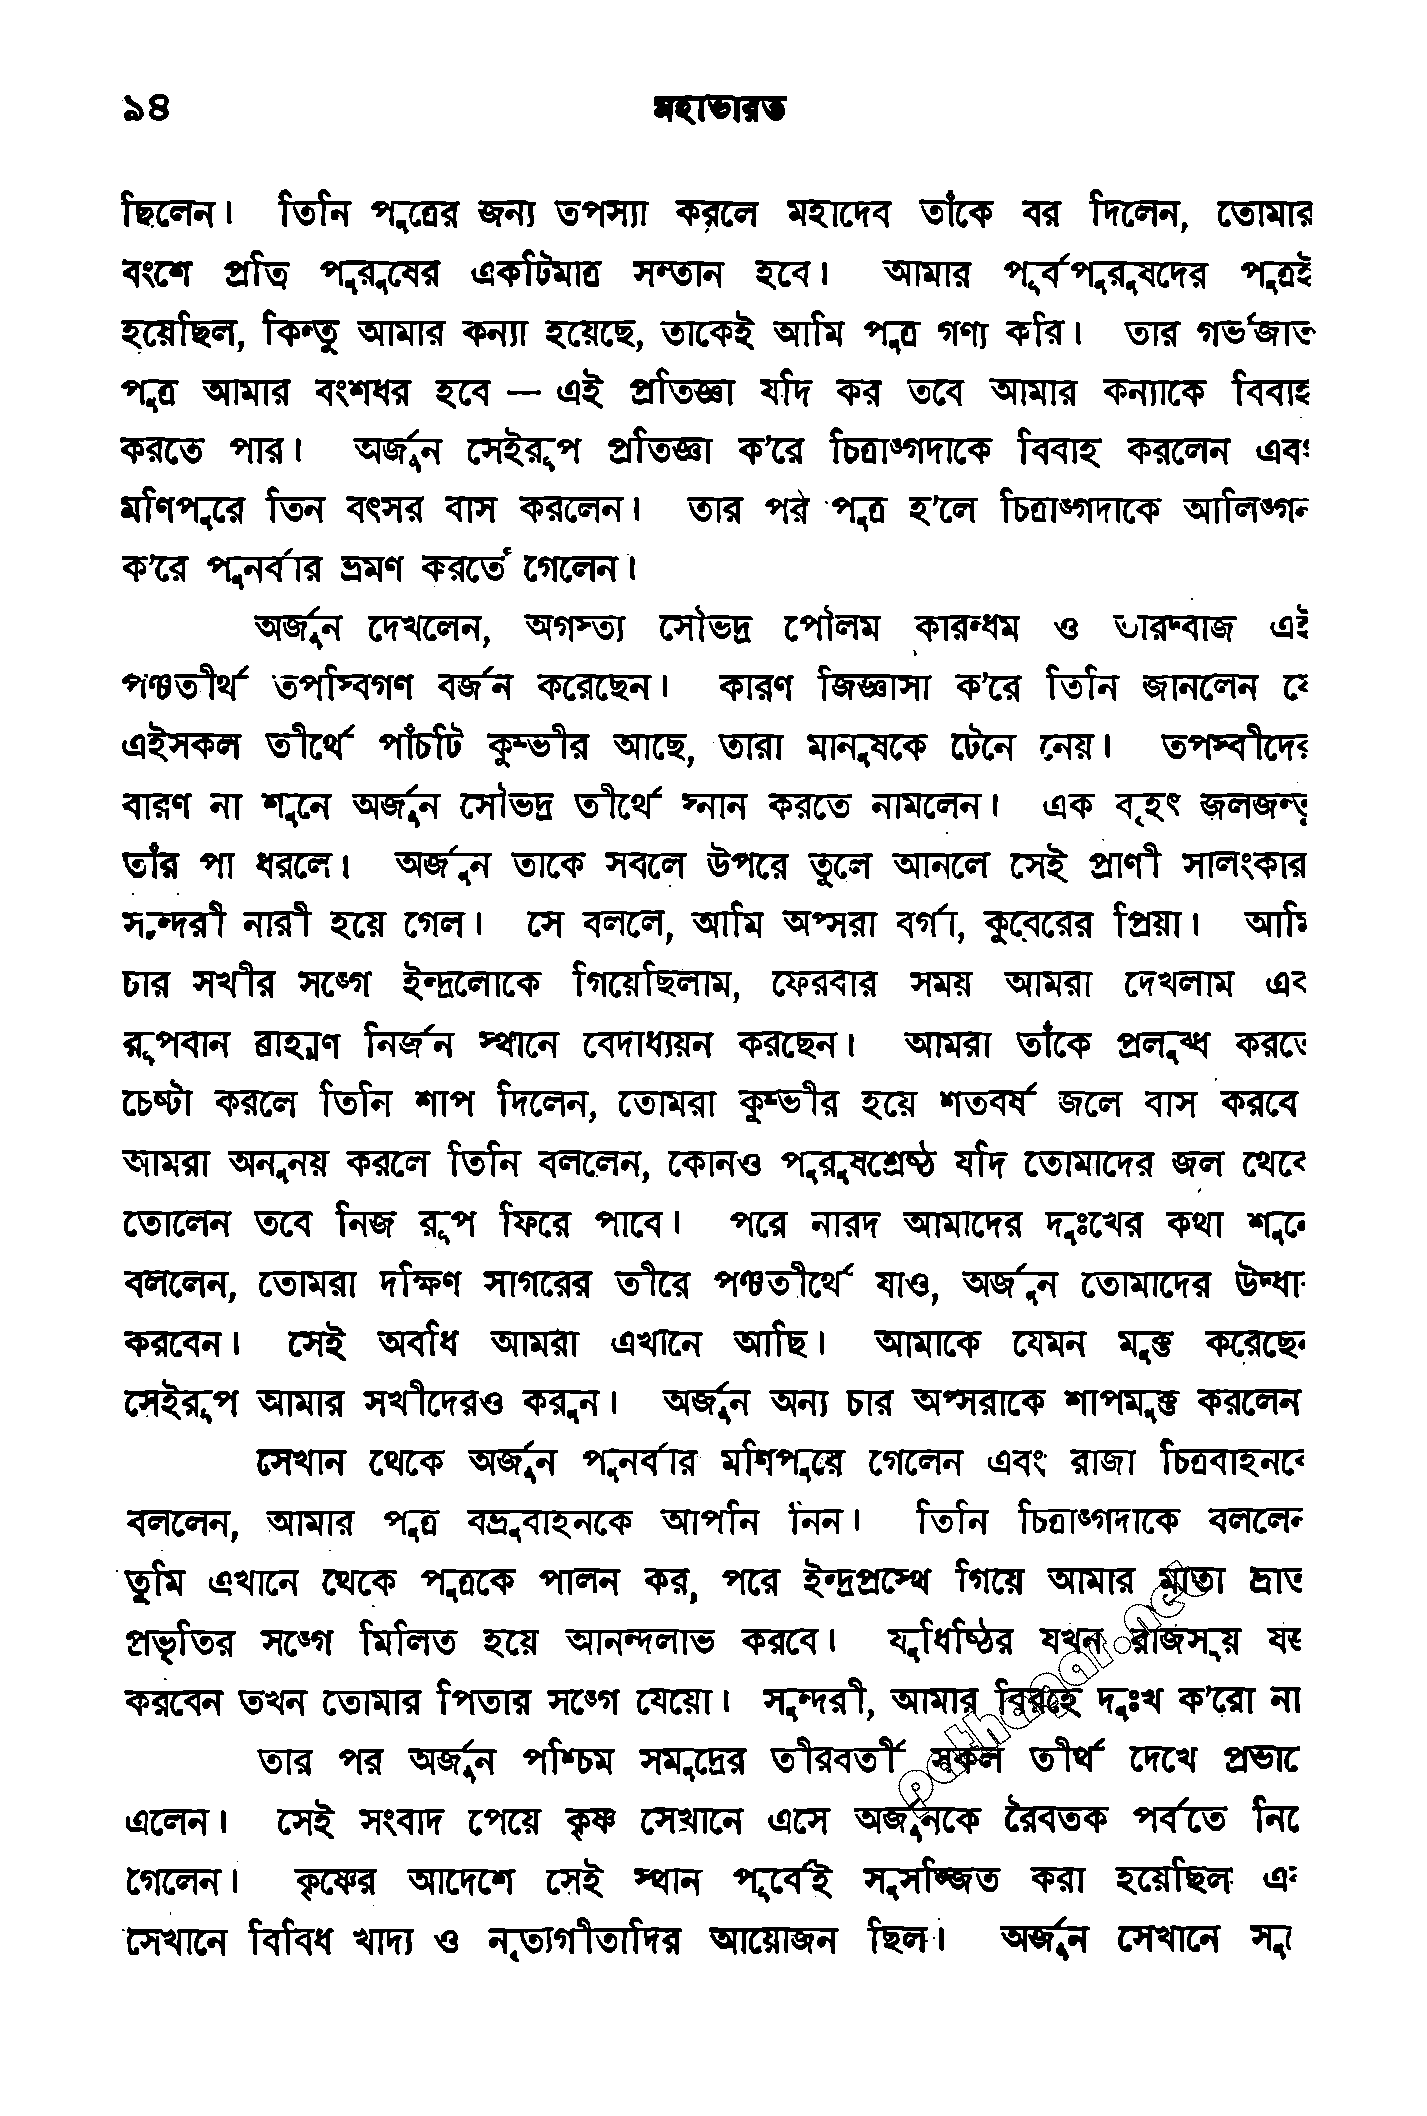 ৯৪ মহাভারত
ছিলেন। তিনি পুত্রের জন্য তপস্যা করলে মহাদেব তাঁকে বর দিলেন, তোমার
বংশে প্রতি পুরুষের একটিমাত্র সন্তান হবে। আমার পূর্বপুরুষদের পুত্রই
হয়েছিল, কিন্তু আমার কন্যা হয়েছে, তাকেই আমি পুত্র গণ্য করি। তার গর্ভজাত
পুত্র আমার বংশধর হবে — এই প্রতিজ্ঞা যদি কর তবে আমার কন্যাকে বিবাহ
করতে পার। অর্জুন সেইরূপ প্রতিজ্ঞা ক'রে চিত্রাঙ্গদাকে বিবাহ করলেন এবং
মণিপুরে তিন বৎসর বাস করলেন। তার পর পুত্র হ'লে চিত্রাঙ্গদাকে আলিঙ্গন
ক'রে পুনর্বার ভ্রমণ করতে গেলেন।
অর্জুন দেখলেন, অগস্ত্য সৌভদ্র পৌলম কারন্ধম ও ভারদ্বাজ এই
পঞ্চতীর্থ তপস্বিগণ বর্জন করেছেন। কারণ জিজ্ঞাসা ক'রে তিনি জানলেন যে
এইসকল তীর্থে পাঁচটি কুম্ভীর আছে, তারা মানুষকে টেনে নেয়। তপস্বীদের
বারণ না শুনে অর্জুন সৌভদ্র তীর্থে স্নান করতে নামলেন। এক বৃহৎ জলজন্তু
তাঁর পা ধরলে। অর্জুন তাকে সবলে উপরে তুলে আনলে সেই প্রাণী সালংকারা
সুন্দরী নারী হয়ে গেল। সে বললে, আমি অপ্সরা বর্গা, কুবেরের প্রিয়া। আমি
চার সখীর সঙ্গে ইন্দ্রলোকে গিয়েছিলাম, ফেরবার সময় আমরা দেখলাম এক
রূপবান ব্রাহ্মণ নির্জন স্থানে বেদাধ্যয়ন করছেন। আমরা তাঁকে প্রলুব্ধ করতে
চেষ্টা করলে তিনি শাপ দিলেন, তোমরা কুম্ভীর হয়ে শতবর্ষ জলে বাস করবে
আমরা অনুনয় করলে তিনি বললেন, কোনও পুরুষশ্রেষ্ঠ যদি তোমাদের জল থেকে
তোলেন তবে নিজ রূপ ফিরে পাবে। পরে নারদ আমাদের দুঃখের কথা শুনে
বললেন, তোমরা দক্ষিণ সাগরের তীরে পঞ্চতীর্থে যাও, অর্জুন তোমাদের উদ্ধার
করবেন। সেই অবধি আমরা এখানে আছি। আমাকে যেমন মুক্ত করেছেন
সেইরূপ আমার সখীদেরও করুন। অর্জুন অন্য চার অপ্সরাকে শাপমুক্ত করলেন
সেখান থেকে অর্জুন পুনর্বার মণিপুরে গেলেন এবং রাজা চিত্রবাহনকে
বললেন, আমার পুত্র বভ্রুবাহনকে আপনি নিন। তিনি চিত্রাঙ্গদাকে বললেন
তুমি এখানে থেকে পুত্রকে পালন কর, পরে ইন্দ্রপ্রস্থে গিয়ে আমার মাতা ভ্রাতা
প্রভৃতির সঙ্গে মিলিত হয়ে আনন্দলাভ করবে। যুধিষ্ঠির যখন রাজসূয় যজ্ঞ
করবেন তখন তোমার পিতার সঙ্গে যেয়ো। সুন্দরী, আমার বিরহে দুঃখ ক'রো না
তার পর অর্জুন পশ্চিম সমুদ্রের তীরবর্তী সকল তীর্থ দেখে প্রভাসে
এলেন। সেই সংবাদ পেয়ে কৃষ্ণ সেখানে এসে অর্জুনকে রৈবতক পর্বতে নিয়ে
গেলেন। কৃষ্ণের আদেশে সেই স্থান পূর্বেই সুসজ্জিত করা হয়েছিল এবং
সেখানে বিবিধ খাদ্য ও নৃত্যগীতাদির আয়োজন ছিল। অর্জুন সেখানে
pathagar.net